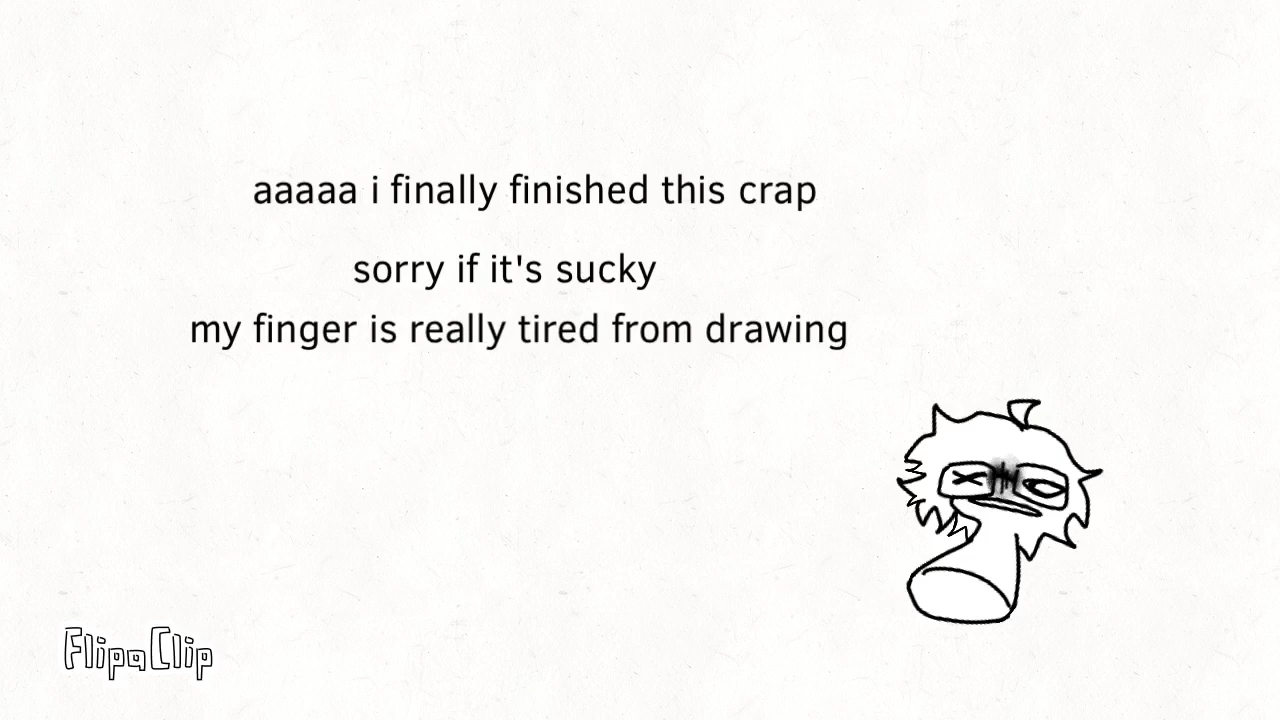 aaaaa i finally finished this crap
sorry if it's sucky
my finger is really tired from drawing
FlipaClip